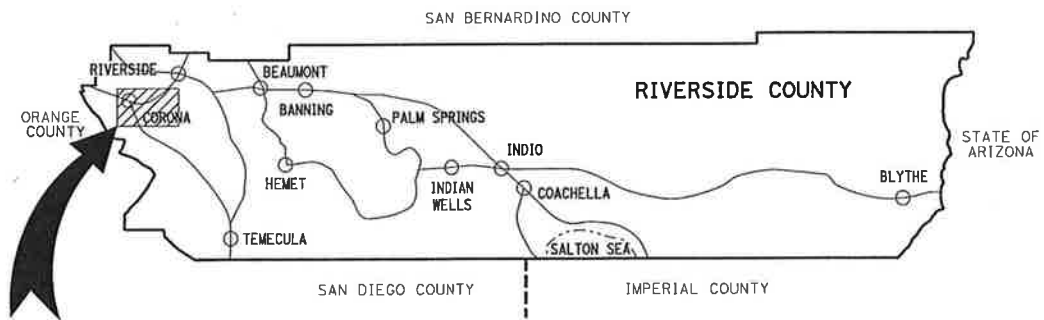 SAN BERNARDINO COUNTY
RIVERSIDE
BEAUMONT
RIVERSIDE COUNTY
BANNING
ORANGE
COUNTY
CORONA
PALM SPRINGS
STATE OF
ARIZONA
INDIO
HEMET
INDIAN
WELLS
COACHELLA
BLYTHE
TEMECULA
SALTON SEA
SAN DIEGO COUNTY
IMPERIAL COUNTY